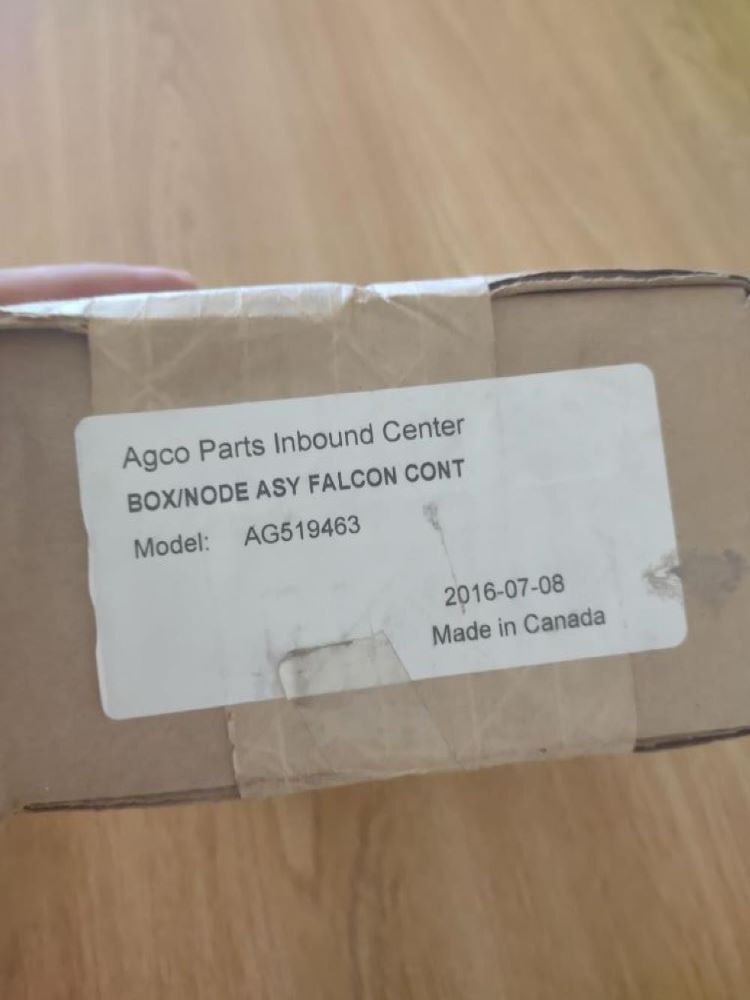 Agco Parts Inbound Center
BOX/NODE ASY FALCON CONT
Model: AG519463
2016-07-08
Made in Canada